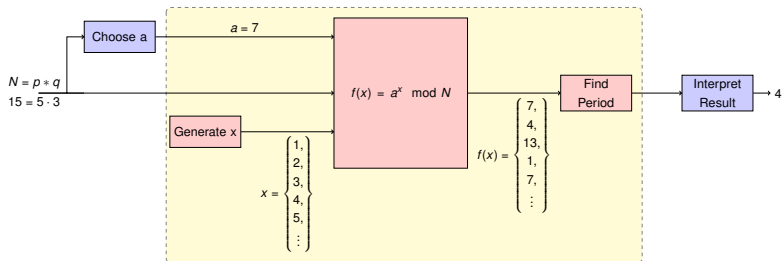 Choose a
a = 7
N = p ∗ q
15 = 5 · 3
Generate x
x = { 1, 2, 3, 4, 5, ⋮ }
f(x) = a^x mod N
f(x) = { 7, 4, 13, 1, 7, ⋮ }
Find
Period
Interpret
Result
4